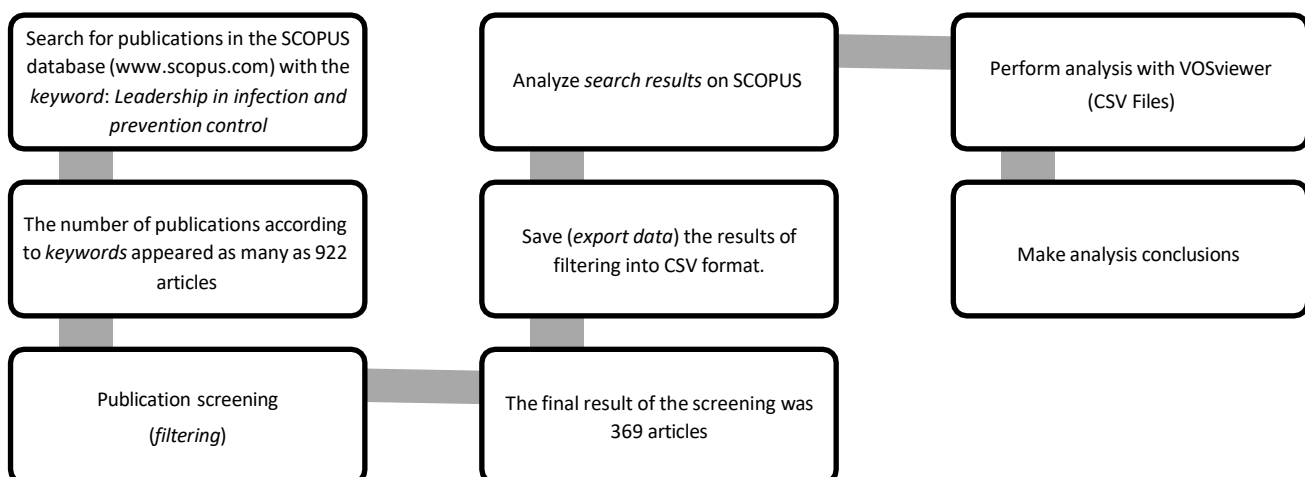 Search for publications in the SCOPUS
database (www.scopus.com) with the
keyword: Leadership in infection and
prevention control
The number of publications according
to keywords appeared as many as 922
articles
Publication screening
(filtering)
The final result of the screening was
369 articles
Save (export data) the results of
filtering into CSV format.
Analyze search results on SCOPUS
Perform analysis with VOSviewer
(CSV Files)
Make analysis conclusions